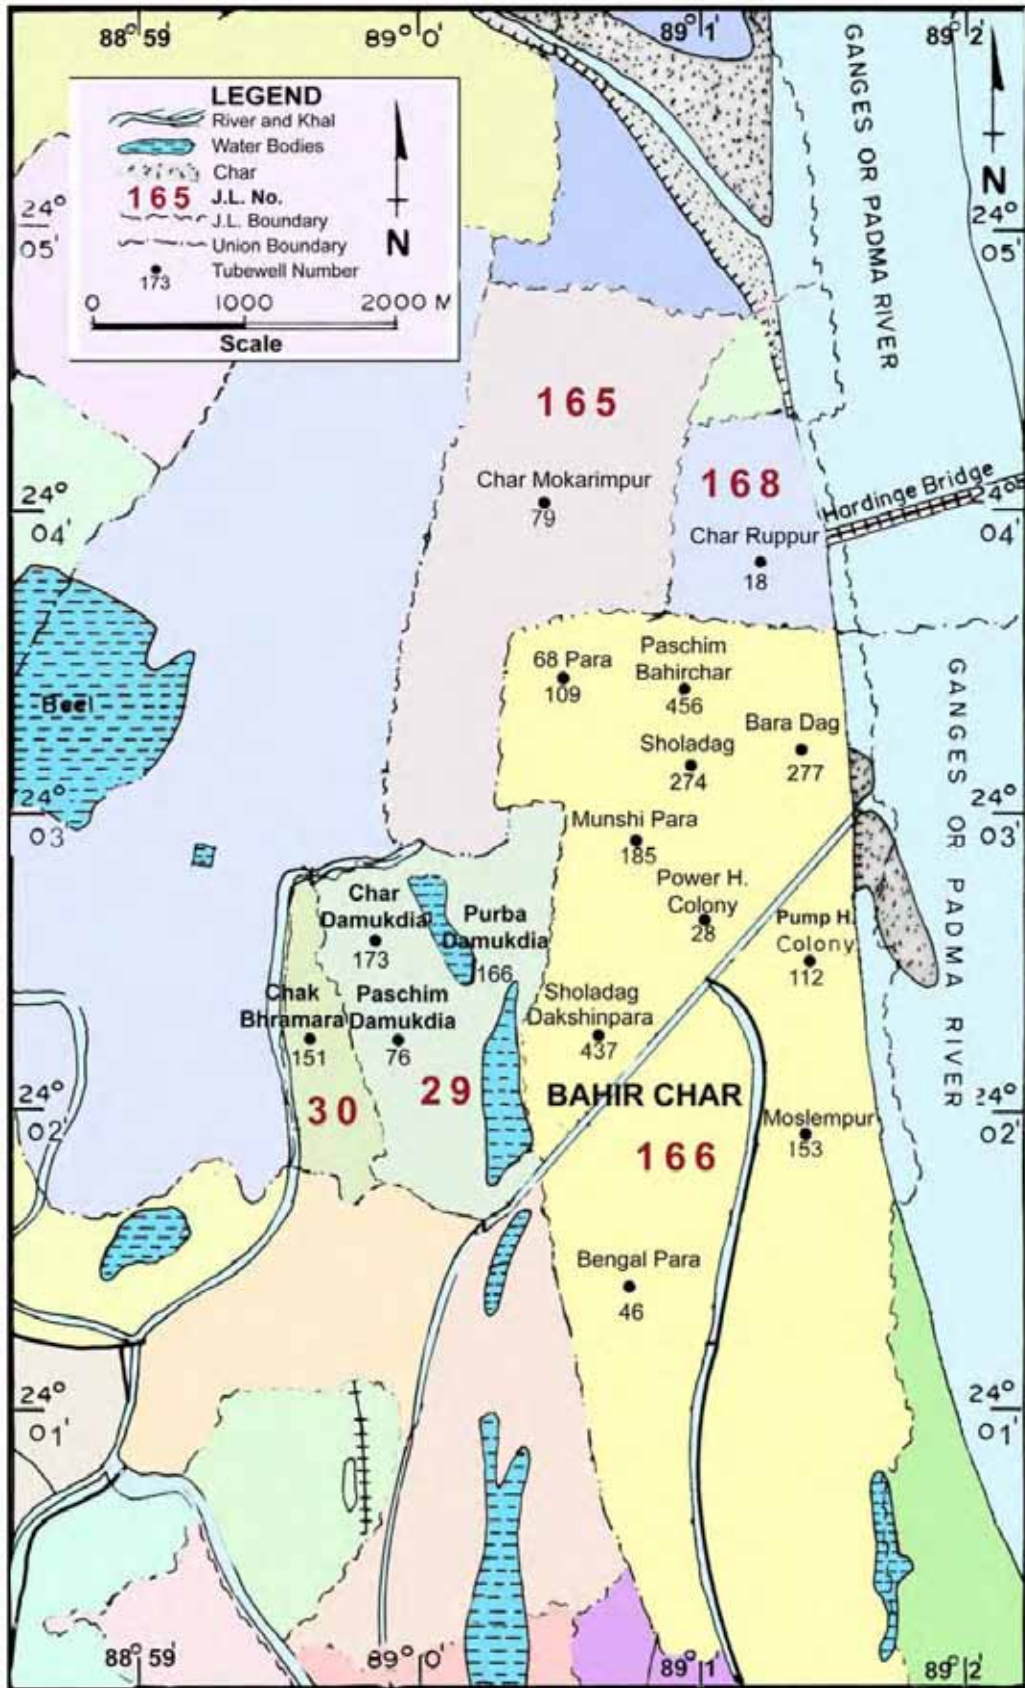 88° 59'
89° 0'
89° 1'
89° 2'
LEGEND
River and Khal
Water Bodies
Char
165 J.L. No.
J.L. Boundary
Union Boundary
173 Tubewell Number
N
0 1000 2000 M
Scale
N
GANGES OR PADMA RIVER
24°
05'
24°
05'
165
168
Char Mokarimpur
79
Hardinge Bridge
24°
04'
24°
04'
Char Ruppur
18
68 Para
109
Paschim
Bahirchar
456
Beel
Bara Dag
277
Sholadag
274
GANGES OR PADMA RIVER
24°
03'
24°
03'
Munshi Para
185
Power H.
Colony
28
Char
Damukdia
173
Purba
Damukdia
166
Pump H.
Colony
112
Chak
Bhramara
151
Paschim
Damukdia
76
Sholadag
Dakshinpara
437
30
29
BAHIR CHAR
166
24°
02'
24°
02'
Moslempur
153
Bengal Para
46
24°
01'
24°
01'
88° 59'
89° 0'
89° 1'
89° 2'